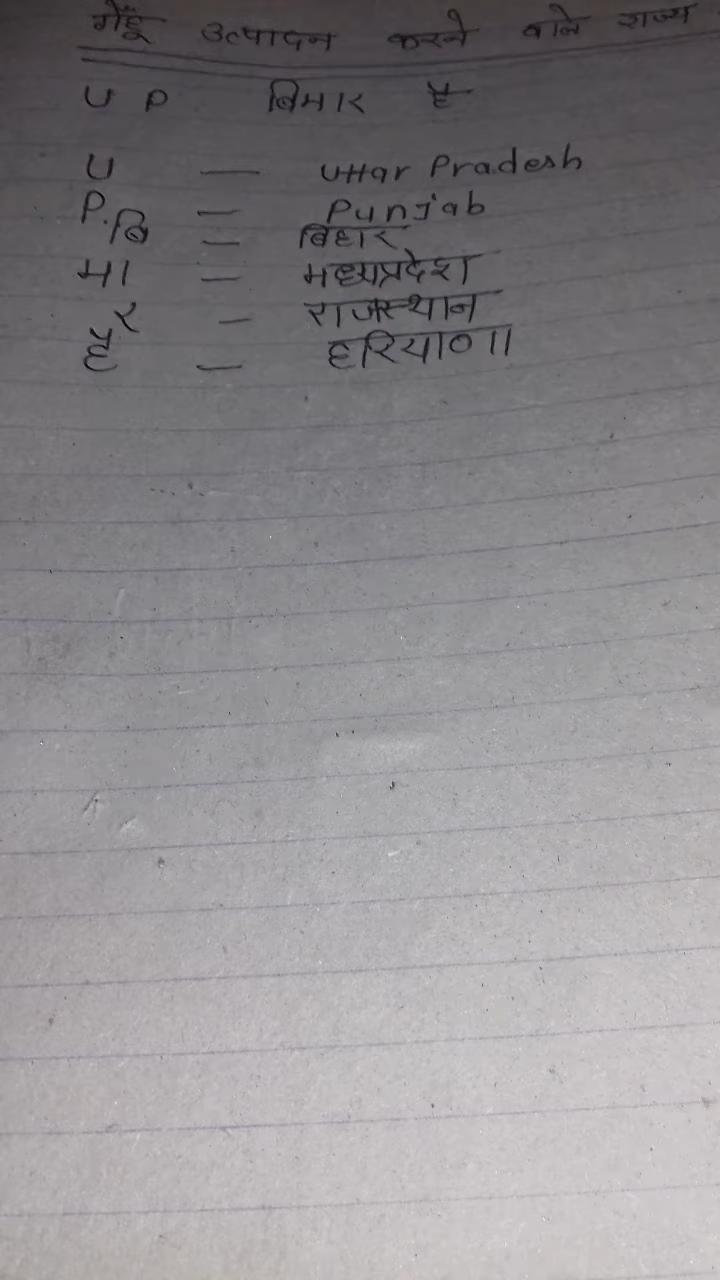 गेहूँ उत्पादन करने वाले राज्य
U P बिमार है
U — Uttar Pradesh
P. — Punjab
बि — बिहार
मा — मध्यप्रदेश
र — राजस्थान
है — हरियाणा